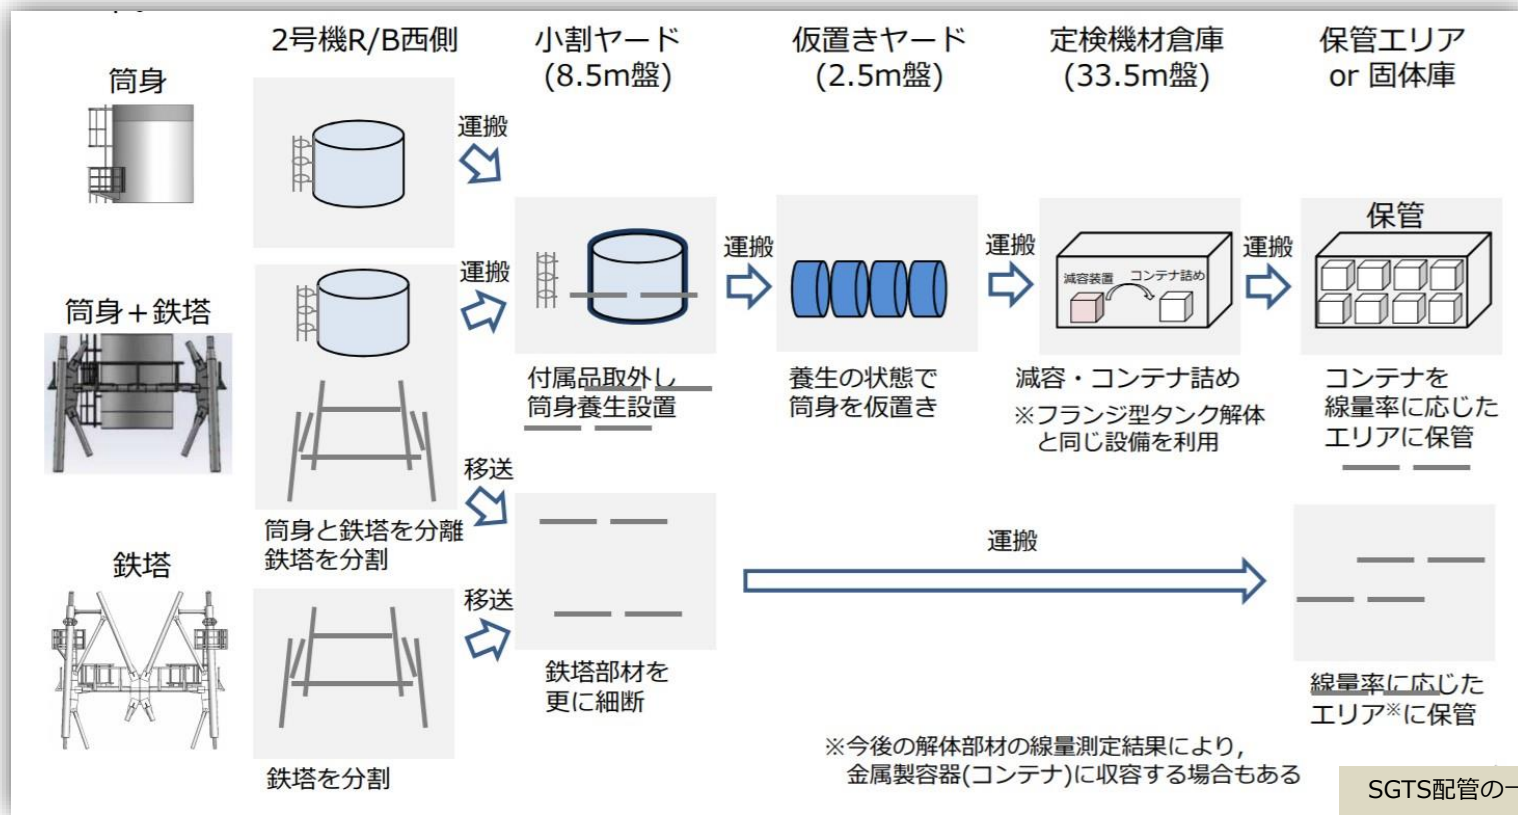 2号機R/B西側
小割ヤード
(8.5m盤)
仮置きヤード
(2.5m盤)
定検機材倉庫
(33.5m盤)
保管エリア
or 固体庫
筒身
運搬
筒身+鉄塔
運搬
運搬
運搬
減容装置
コンテナ詰め
運搬
保管
付属品取外し
筒身養生設置
養生の状態で
筒身を仮置き
減容・コンテナ詰め
※フランジ型タンク解体
と同じ設備を利用
コンテナを
線量率に応じた
エリアに保管
移送
筒身と鉄塔を分離
鉄塔を分割
運搬
鉄塔
移送
鉄塔部材を
更に細断
線量率に応じた
エリア※に保管
鉄塔を分割
※今後の解体部材の線量測定結果により,
金属製容器(コンテナ)に収容する場合もある
SGTS配管の